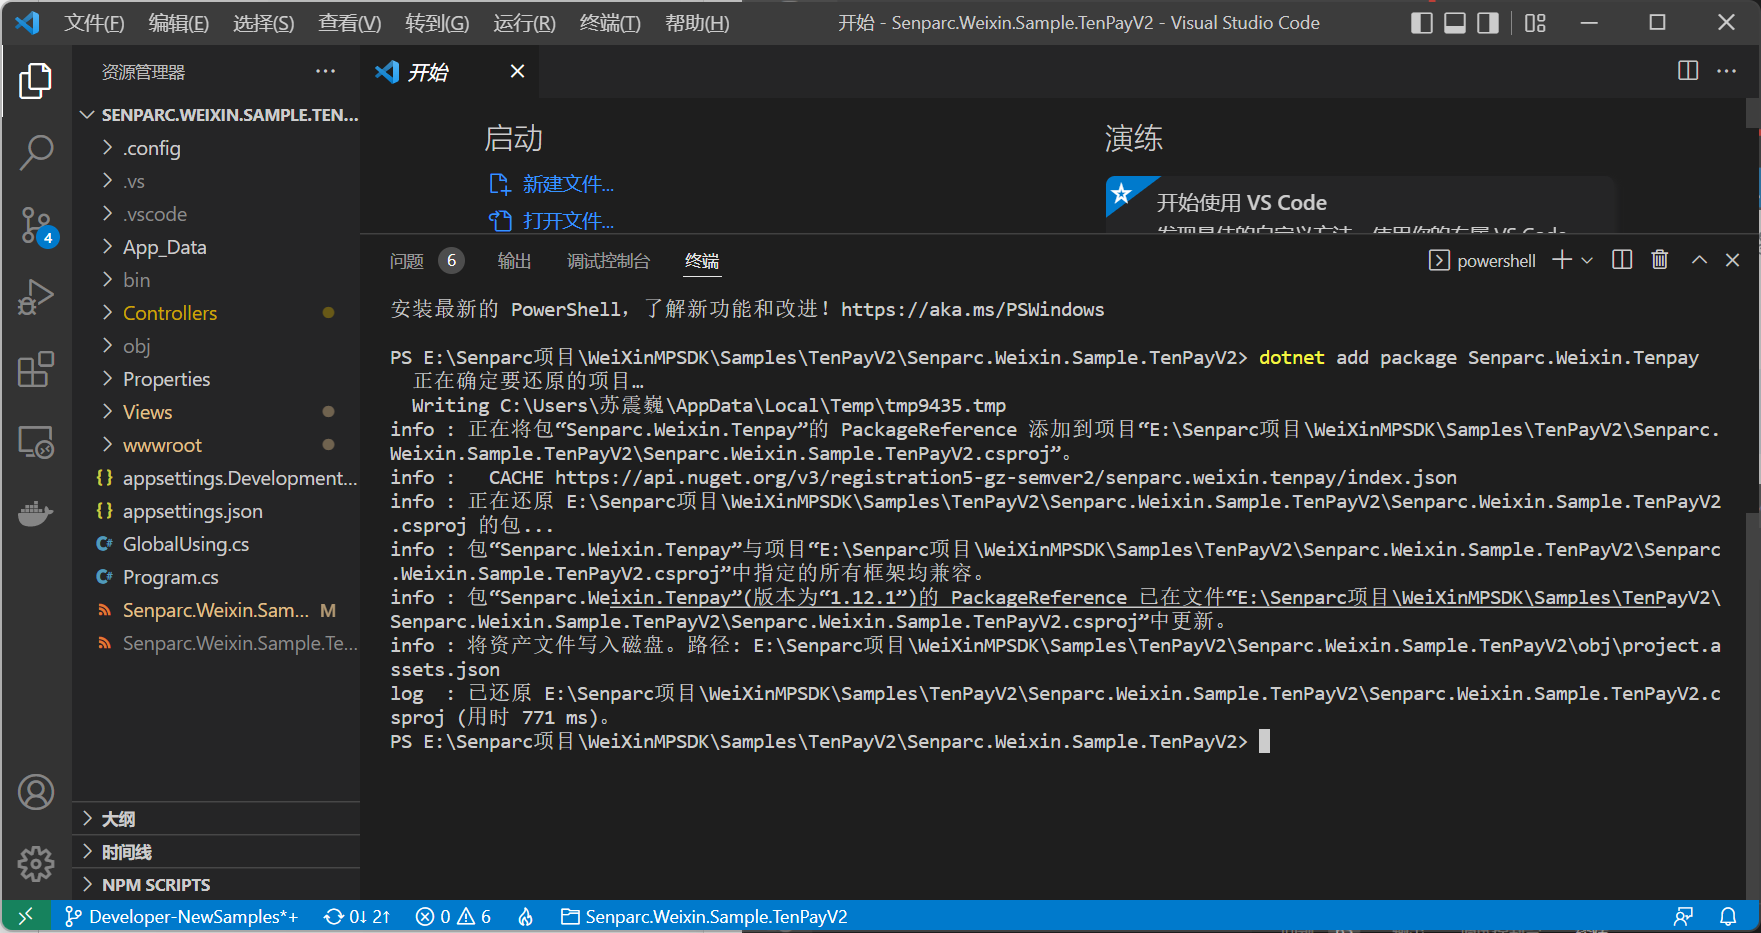 文件(F) 编辑(E) 选择(S) 查看(V) 转到(G) 运行(R) 终端(T) 帮助(H) 开始 - Senparc.Weixin.Sample.TenPayV2 - Visual Studio Code
资源管理器 ···
SENPARC.WEIXIN.SAMPLE.TEN...
.config
.vs
.vscode
App_Data
bin
Controllers
obj
Properties
Views
wwwroot
{} appsettings.Development...
{} appsettings.json
C# GlobalUsing.cs
C# Program.cs
Senparc.Weixin.Sam... M
Senparc.Weixin.Sample.Te...
大纲
时间线
NPM SCRIPTS
4
开始
启动
新建文件...
打开文件...
演练
开始使用 VS Code
发现最佳的自定义方法，使用你的专属 VS Code
问题 6 输出 调试控制台 终端 powershell
安装最新的 PowerShell，了解新功能和改进！https://aka.ms/PSWindows
PS E:\Senparc项目\WeiXinMPSDK\Samples\TenPayV2\Senparc.Weixin.Sample.TenPayV2> dotnet add package Senparc.Weixin.Tenpay
正在确定要还原的项目…
Writing C:\Users\苏震巍\AppData\Local\Temp\tmp9435.tmp
info : 正在将包“Senparc.Weixin.Tenpay”的 PackageReference 添加到项目“E:\Senparc项目\WeiXinMPSDK\Samples\TenPayV2\Senparc.
Weixin.Sample.TenPayV2\Senparc.Weixin.Sample.TenPayV2.csproj”。
info :   CACHE https://api.nuget.org/v3/registration5-gz-semver2/senparc.weixin.tenpay/index.json
info : 正在还原 E:\Senparc项目\WeiXinMPSDK\Samples\TenPayV2\Senparc.Weixin.Sample.TenPayV2\Senparc.Weixin.Sample.TenPayV2
.csproj 的包...
info : 包“Senparc.Weixin.Tenpay”与项目“E:\Senparc项目\WeiXinMPSDK\Samples\TenPayV2\Senparc.Weixin.Sample.TenPayV2\Senparc
.Weixin.Sample.TenPayV2.csproj”中指定的所有框架均兼容。
info : 包“Senparc.Weixin.Tenpay”(版本为“1.12.1”)的 PackageReference 已在文件“E:\Senparc项目\WeiXinMPSDK\Samples\TenPayV2\
Senparc.Weixin.Sample.TenPayV2\Senparc.Weixin.Sample.TenPayV2.csproj”中更新。
info : 将资产文件写入磁盘。路径: E:\Senparc项目\WeiXinMPSDK\Samples\TenPayV2\Senparc.Weixin.Sample.TenPayV2\obj\project.a
ssets.json
log  : 已还原 E:\Senparc项目\WeiXinMPSDK\Samples\TenPayV2\Senparc.Weixin.Sample.TenPayV2\Senparc.Weixin.Sample.TenPayV2.c
sproj (用时 771 ms)。
PS E:\Senparc项目\WeiXinMPSDK\Samples\TenPayV2\Senparc.Weixin.Sample.TenPayV2>
Developer-NewSamples*+ 0↓ 2↑ 0 6 Senparc.Weixin.Sample.TenPayV2